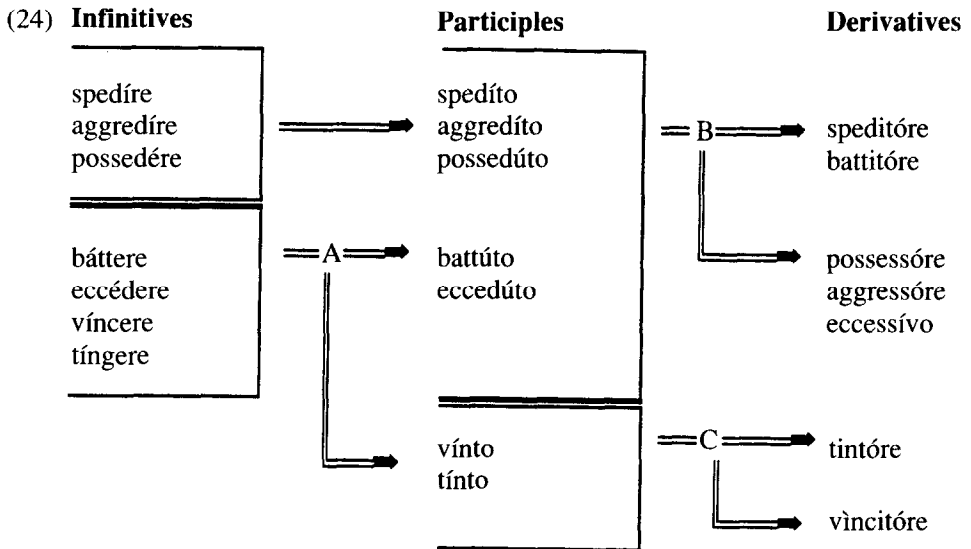 (24) Infinitives Participles Derivatives
spedíre spedíto
aggredíre aggredíto B speditóre
possedére possedúto battitóre
báttere A battúto possessóre
eccédere eccedúto aggressóre
víncere eccessívo
tíngere
vínto C tintóre
tínto
vìncitóre